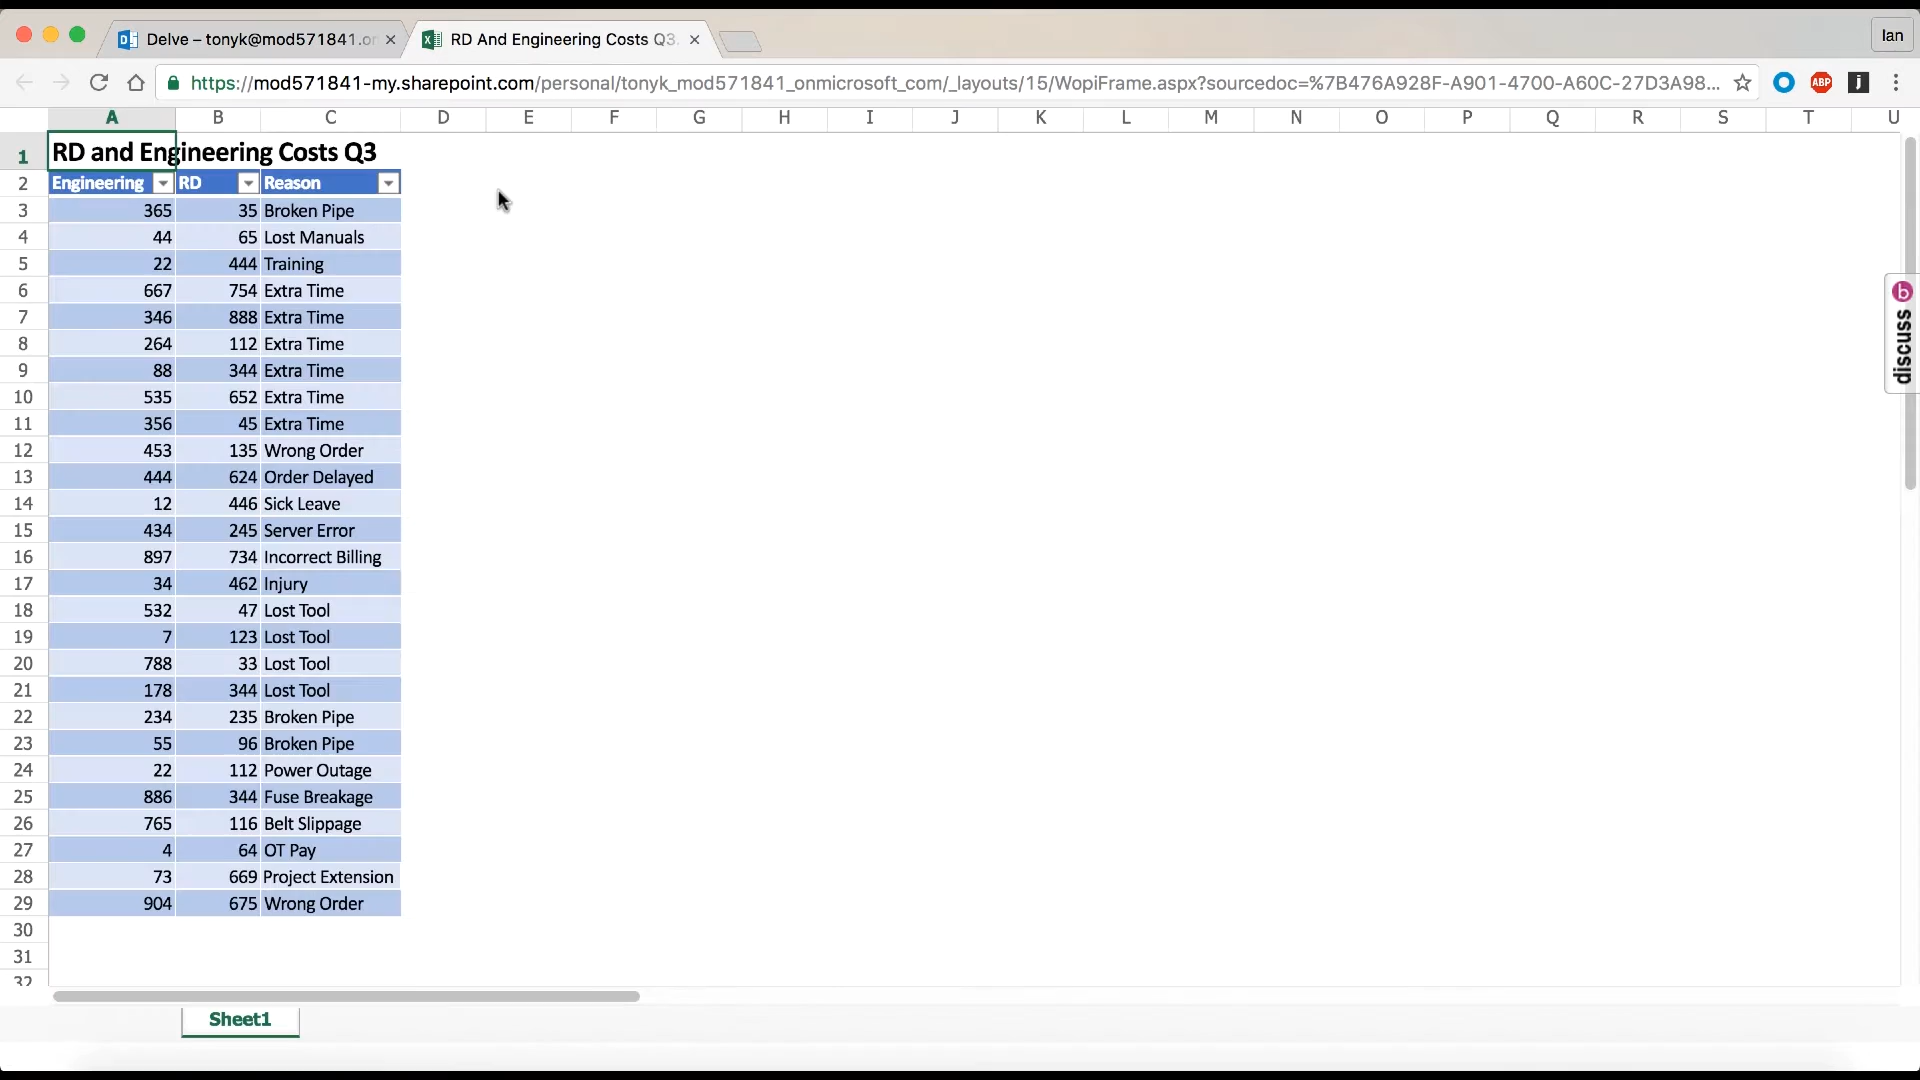 Delve – tonyk@mod571841.on
RD And Engineering Costs Q3.
Ian
https://mod571841-my.sharepoint.com/personal/tonyk_mod571841_onmicrosoft_com/_layouts/15/WopiFrame.aspx?sourcedoc=%7B476A928F-A901-4700-A60C-27D3A98...
ABP
j
A B C D E F G H I J K L M N O P Q R S T U
1 RD and Engineering Costs Q3
2 Engineering RD Reason
3 365 35 Broken Pipe
4 44 65 Lost Manuals
5 22 444 Training
6 667 754 Extra Time
7 346 888 Extra Time
8 264 112 Extra Time
9 88 344 Extra Time
10 535 652 Extra Time
11 356 45 Extra Time
12 453 135 Wrong Order
13 444 624 Order Delayed
14 12 446 Sick Leave
15 434 245 Server Error
16 897 734 Incorrect Billing
17 34 462 Injury
18 532 47 Lost Tool
19 7 123 Lost Tool
20 788 33 Lost Tool
21 178 344 Lost Tool
22 234 235 Broken Pipe
23 55 96 Broken Pipe
24 22 112 Power Outage
25 886 344 Fuse Breakage
26 765 116 Belt Slippage
27 4 64 OT Pay
28 73 669 Project Extension
29 904 675 Wrong Order
30
31
32
b discuss
Sheet1